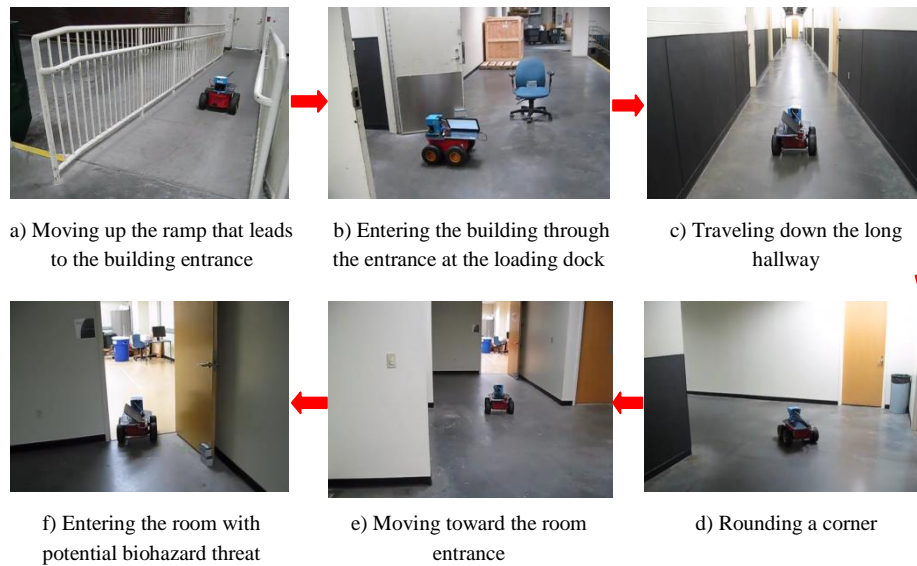 a) Moving up the ramp that leads
to the building entrance
b) Entering the building through
the entrance at the loading dock
c) Traveling down the long
hallway
f) Entering the room with
potential biohazard threat
e) Moving toward the room
entrance
d) Rounding a corner